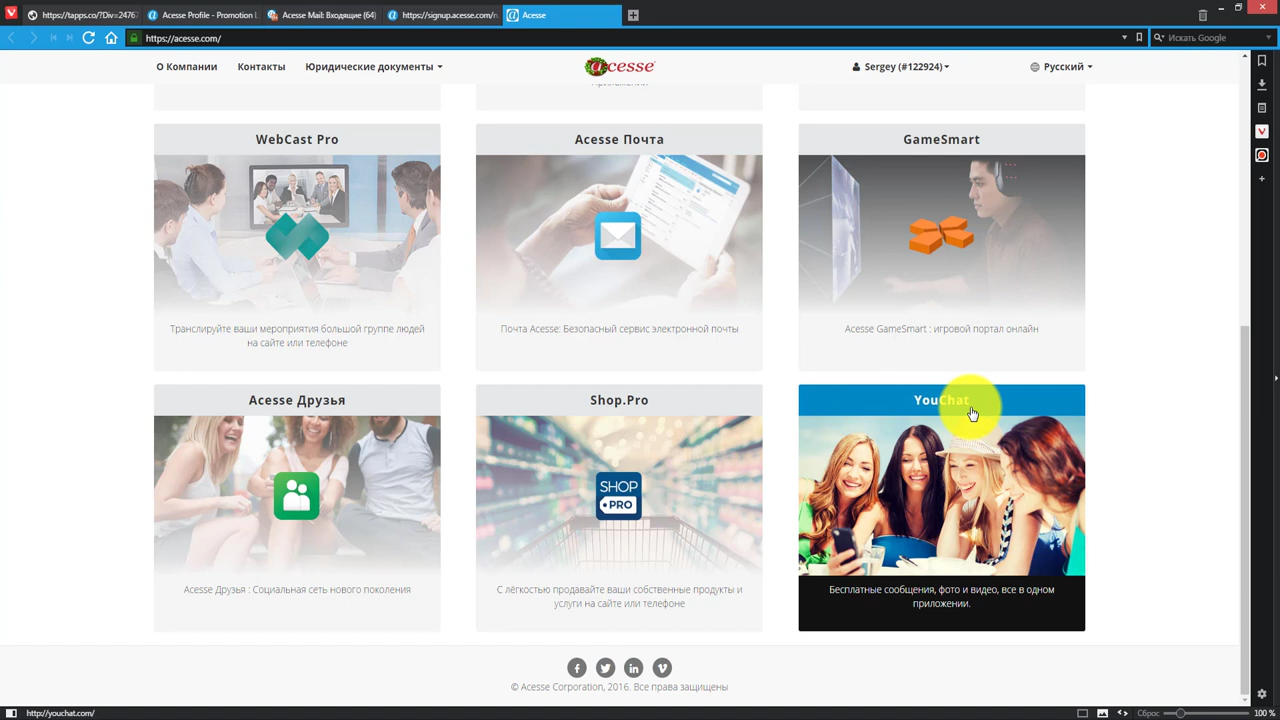 https://tapps.co/?Div=2476
Acesse Profile - Promotion L
Acesse Mail: Входящие (64)
https://signup.acesse.com/n
Acesse
https://acesse.com/
Искать Google
О Компании
Контакты
Юридические документы
acesse
Sergey (#122924)
Русский
WebCast Pro
Acesse Почта
GameSmart
Транслируйте ваши мероприятия большой группе людей
на сайте или телефоне
Почта Acesse: Безопасный сервис электронной почты
Acesse GameSmart : игровой портал онлайн
Acesse Друзья
Shop.Pro
YouChat
SHOP
PRO
Acesse Друзья : Социальная сеть нового поколения
С лёгкостью продавайте ваши собственные продукты и
услуги на сайте или телефоне
Бесплатные сообщения, фото и видео, все в одном
приложении.
© Acesse Corporation, 2016. Все права защищены
http://youchat.com/
Сброс
100 %